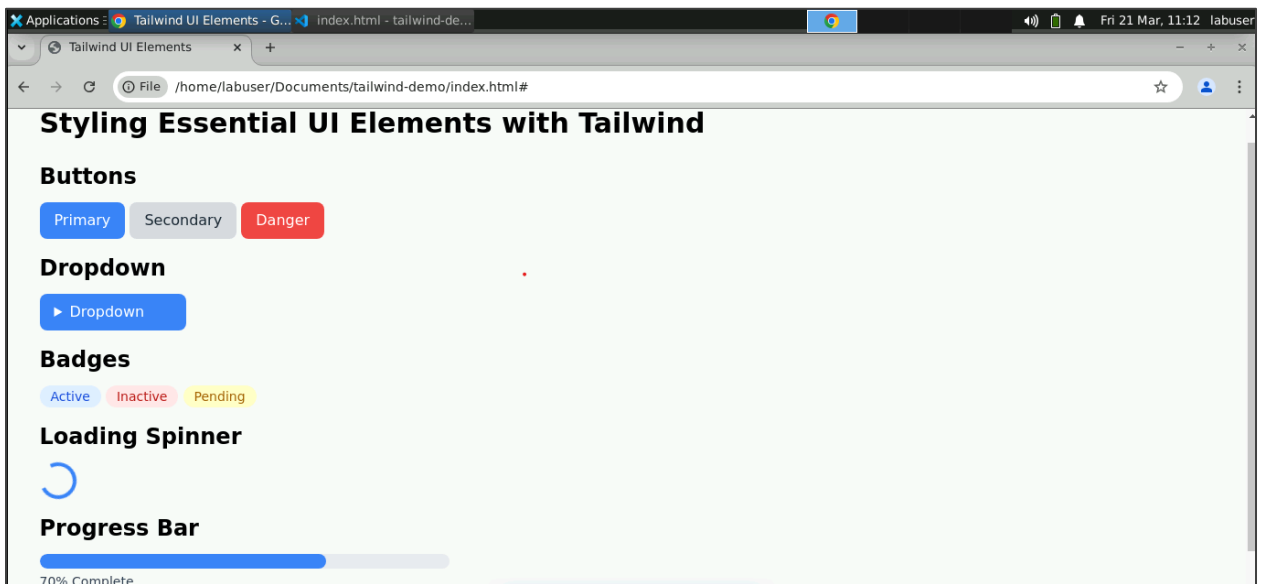 Applications : Tailwind UI Elements - G... index.html - tailwind-de... Fri 21 Mar, 11:12 labuser
Tailwind UI Elements
File /home/labuser/Documents/tailwind-demo/index.html#
Styling Essential UI Elements with Tailwind
Buttons
Primary Secondary Danger
Dropdown
Dropdown
Badges
Active Inactive Pending
Loading Spinner
Progress Bar
70% Complete